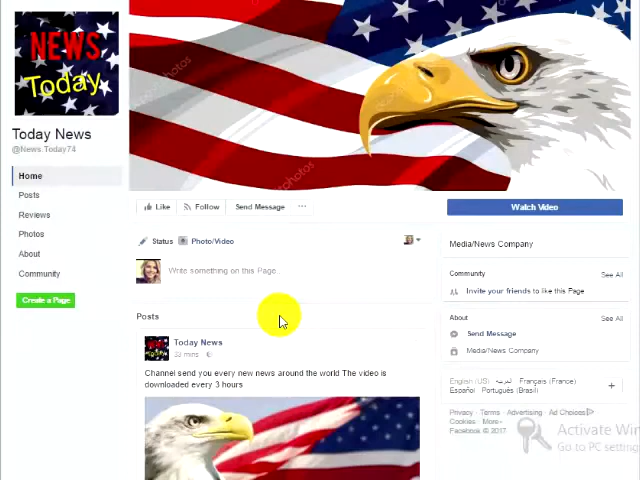 NEWS
Today
Today News
@News.Today74
Home
Posts
Reviews
Photos
About
Community
Create a Page
Like
Follow
Send Message
Watch Video
Status
Photo/Video
Write something on this Page.
Posts
NEWS
Today
Today News
33 mins
Channel send you every new news around the world The video is
downloaded every 3 hours
Media/News Company
Community
See All
Invite your friends to like this Page
About
See All
Send Message
Media/News Company
English (US) · العربية · Français (France)
Español · Português (Brasil)
Privacy · Terms · Advertising · Ad Choices
Cookies · More
Facebook © 2017
Activate Win
Go to PC setting